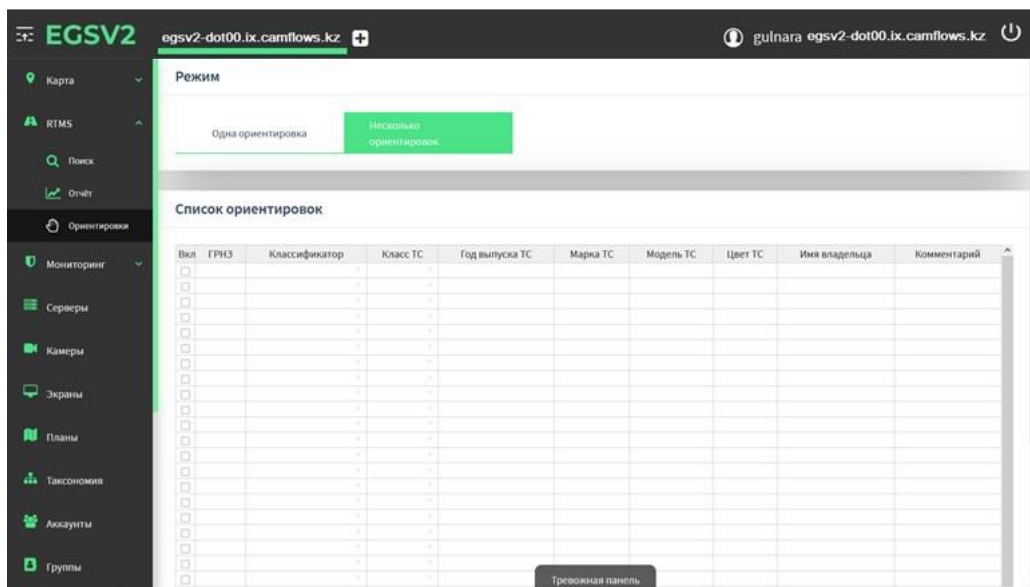 EGSV2
egsv2-dot00.ix.camflows.kz
gulnara egsv2-dot00.ix.camflows.kz
Карта
RTMS
Поиск
Отчёт
Ориентировки
Мониторинг
Серверы
Камеры
Экраны
Планы
Таксономия
Аккаунты
Группы
Режим
Одна ориентировка
Несколько
ориентировок
Список ориентировок
Вкл ГРНЗ Классификатор Класс ТС Год выпуска ТС Марка ТС Модель ТС Цвет ТС Имя владельца Комментарий
Тревожная панель